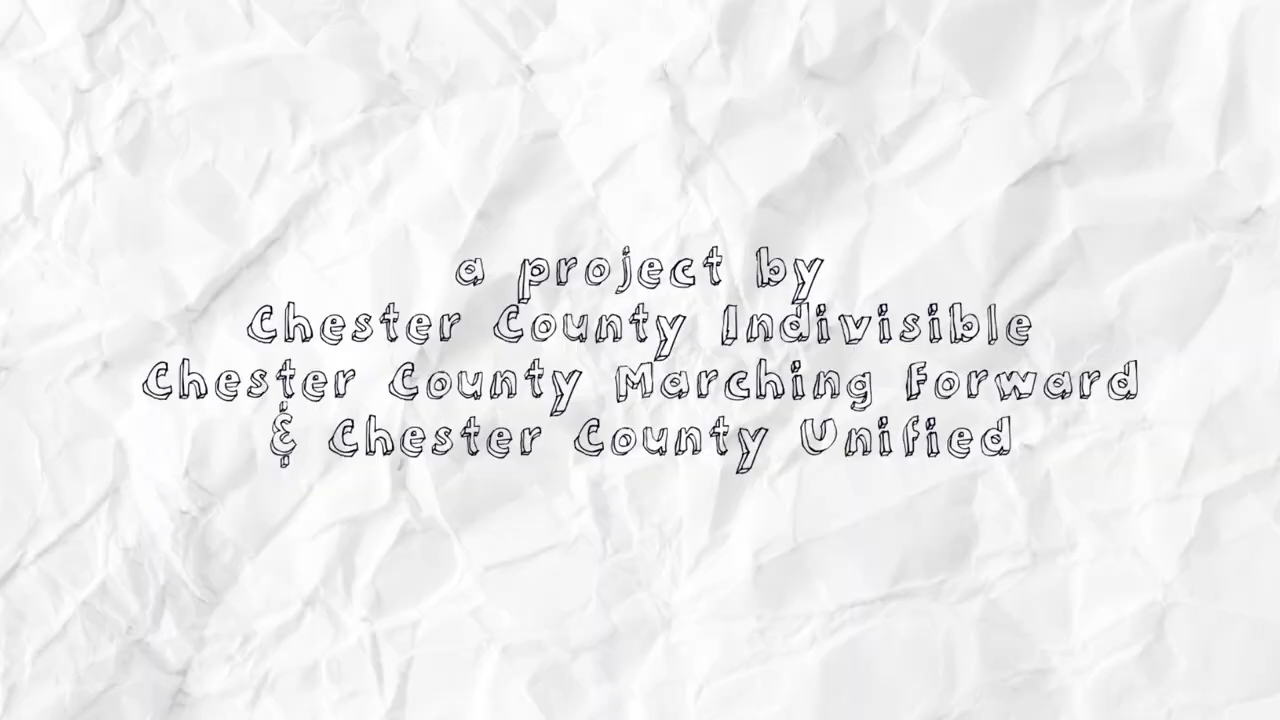 a project by
Chester County Indivisible
Chester County Marching Forward
& Chester County Unified